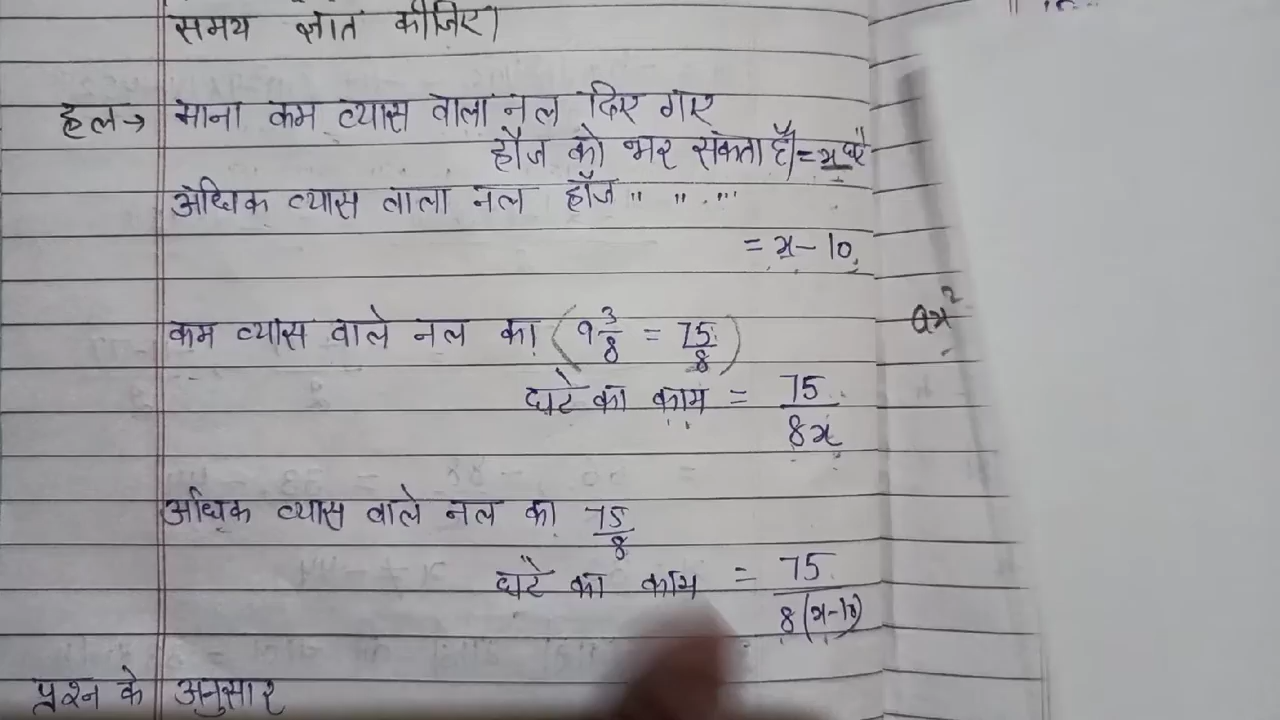 समय ज्ञात कीजिए।
हल→ माना कम व्यास वाला नल दिए गए
हौज को भर सकता है = x घंटे
अधिक व्यास वाला नल हौज " " "
= x - 10
कम व्यास वाले नल का (9 3/8 = 75/8)
घंटे का काम = 75/8x
ax²
अधिक व्यास वाले नल का 75/8
घंटे का काम = 75/8(x-10)
प्रश्न के अनुसार